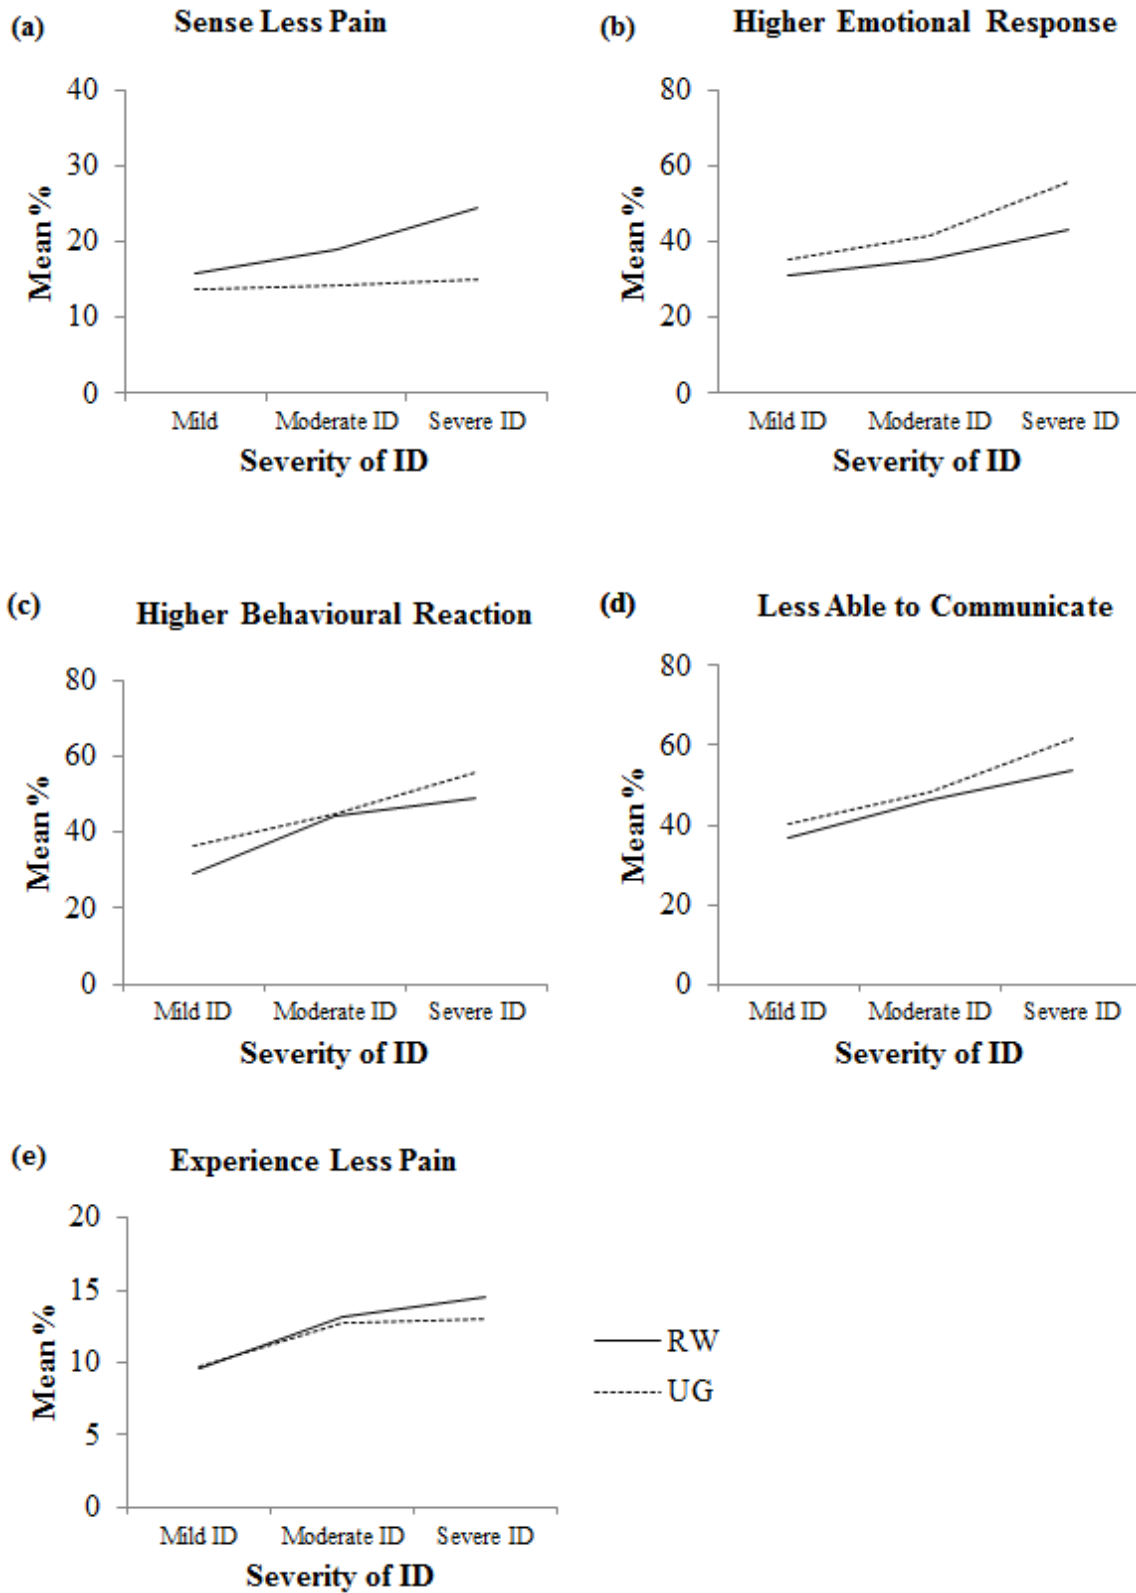 (a) Sense Less Pain
40
30
20
10
0
Mean %
Mild Moderate ID Severe ID
Severity of ID
(b) Higher Emotional Response
80
60
40
20
0
Mean %
Mild ID Moderate ID Severe ID
Severity of ID
(c) Higher Behavioural Reaction
80
60
40
20
0
Mean %
Mild ID Moderate ID Severe ID
Severity of ID
(d) Less Able to Communicate
80
60
40
20
0
Mean %
Mild ID Moderate ID Severe ID
Severity of ID
(e) Experience Less Pain
20
15
10
5
0
Mean %
Mild ID Moderate ID Severe ID
Severity of ID
RW
UG